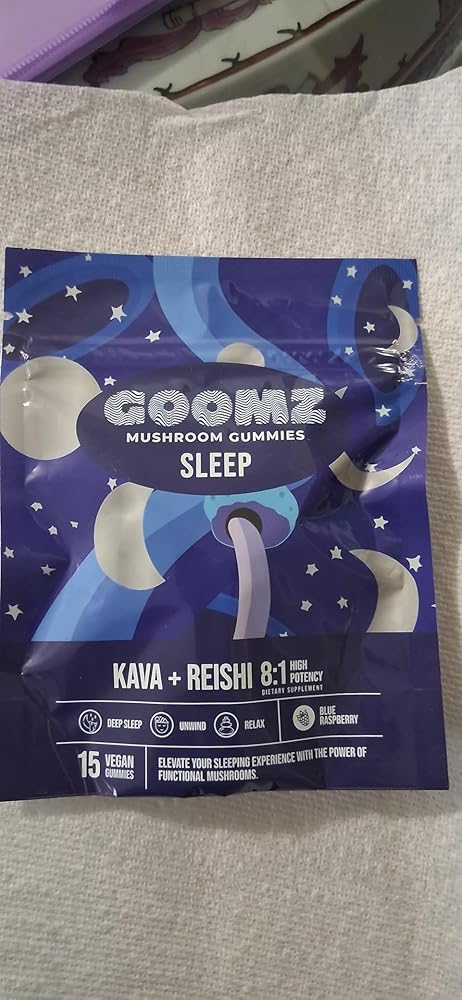 GOOMZ
MUSHROOM GUMMIES
SLEEP
KAVA + REISHI 8:1 HIGH POTENCY
DIETARY SUPPLEMENT
DEEP SLEEP UNWIND RELAX BLUE RASPBERRY
15 VEGAN GUMMIES
ELEVATE YOUR SLEEPING EXPERIENCE WITH THE POWER OF
FUNCTIONAL MUSHROOMS.